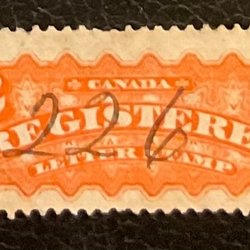 CANADA
REGISTERE
LETTER STAMP
226